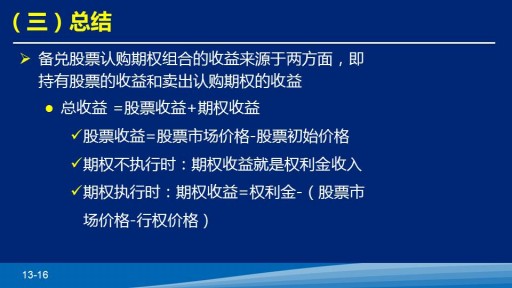 （三）总结
备兑股票认购期权组合的收益来源于两方面，即
持有股票的收益和卖出认购期权的收益
总收益 =股票收益+期权收益
股票收益=股票市场价格-股票初始价格
期权不执行时：期权收益就是权利金收入
期权执行时：期权收益=权利金-（股票市
场价格-行权价格）
13-16